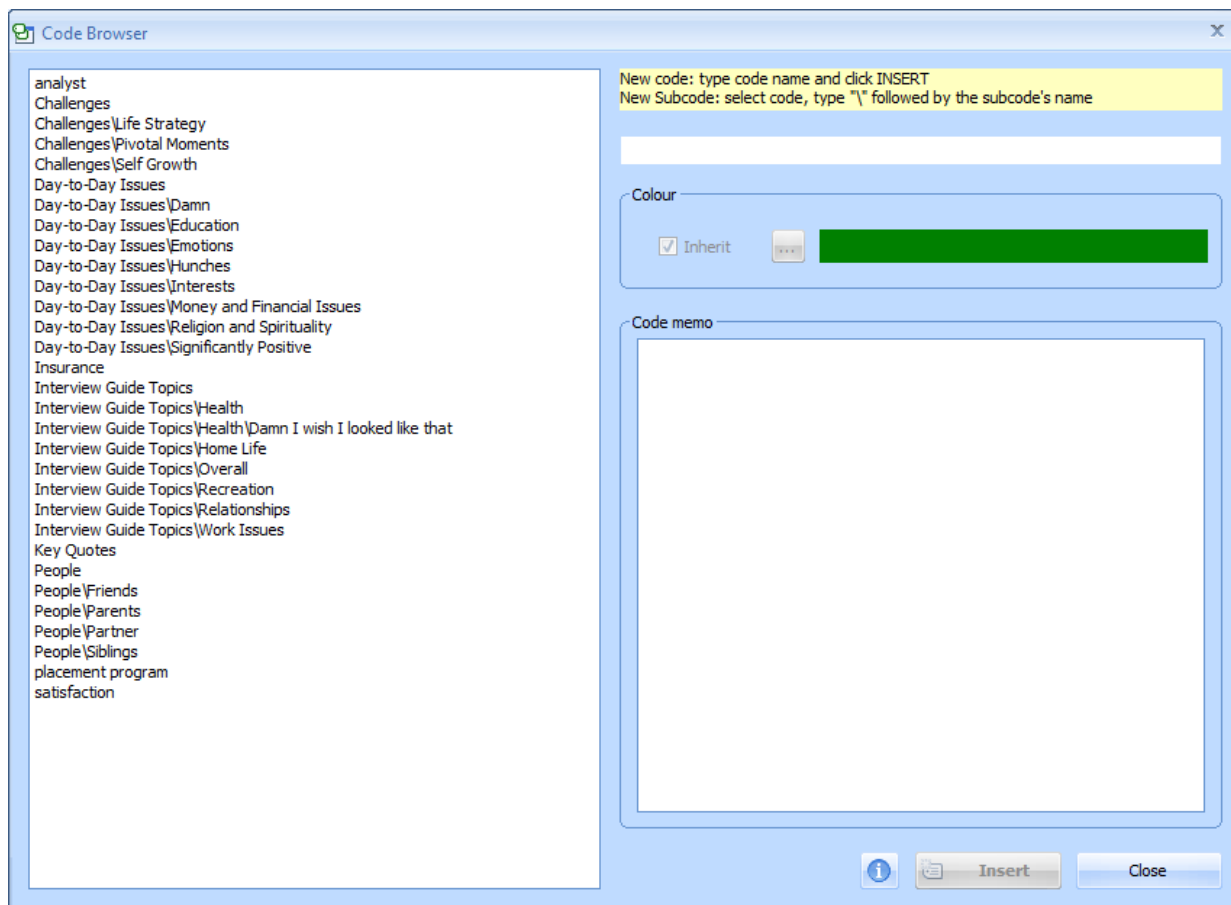 Code Browser
analyst
Challenges
Challenges\Life Strategy
Challenges\Pivotal Moments
Challenges\Self Growth
Day-to-Day Issues
Day-to-Day Issues\Damn
Day-to-Day Issues\Education
Day-to-Day Issues\Emotions
Day-to-Day Issues\Hunches
Day-to-Day Issues\Interests
Day-to-Day Issues\Money and Financial Issues
Day-to-Day Issues\Religion and Spirituality
Day-to-Day Issues\Significantly Positive
Insurance
Interview Guide Topics
Interview Guide Topics\Health
Interview Guide Topics\Health\Damn I wish I looked like that
Interview Guide Topics\Home Life
Interview Guide Topics\Overall
Interview Guide Topics\Recreation
Interview Guide Topics\Relationships
Interview Guide Topics\Work Issues
Key Quotes
People
People\Friends
People\Parents
People\Partner
People\Siblings
placement program
satisfaction
New code: type code name and click INSERT
New Subcode: select code, type "\" followed by the subcode's name
Colour
Inherit
...
Code memo
Insert
Close